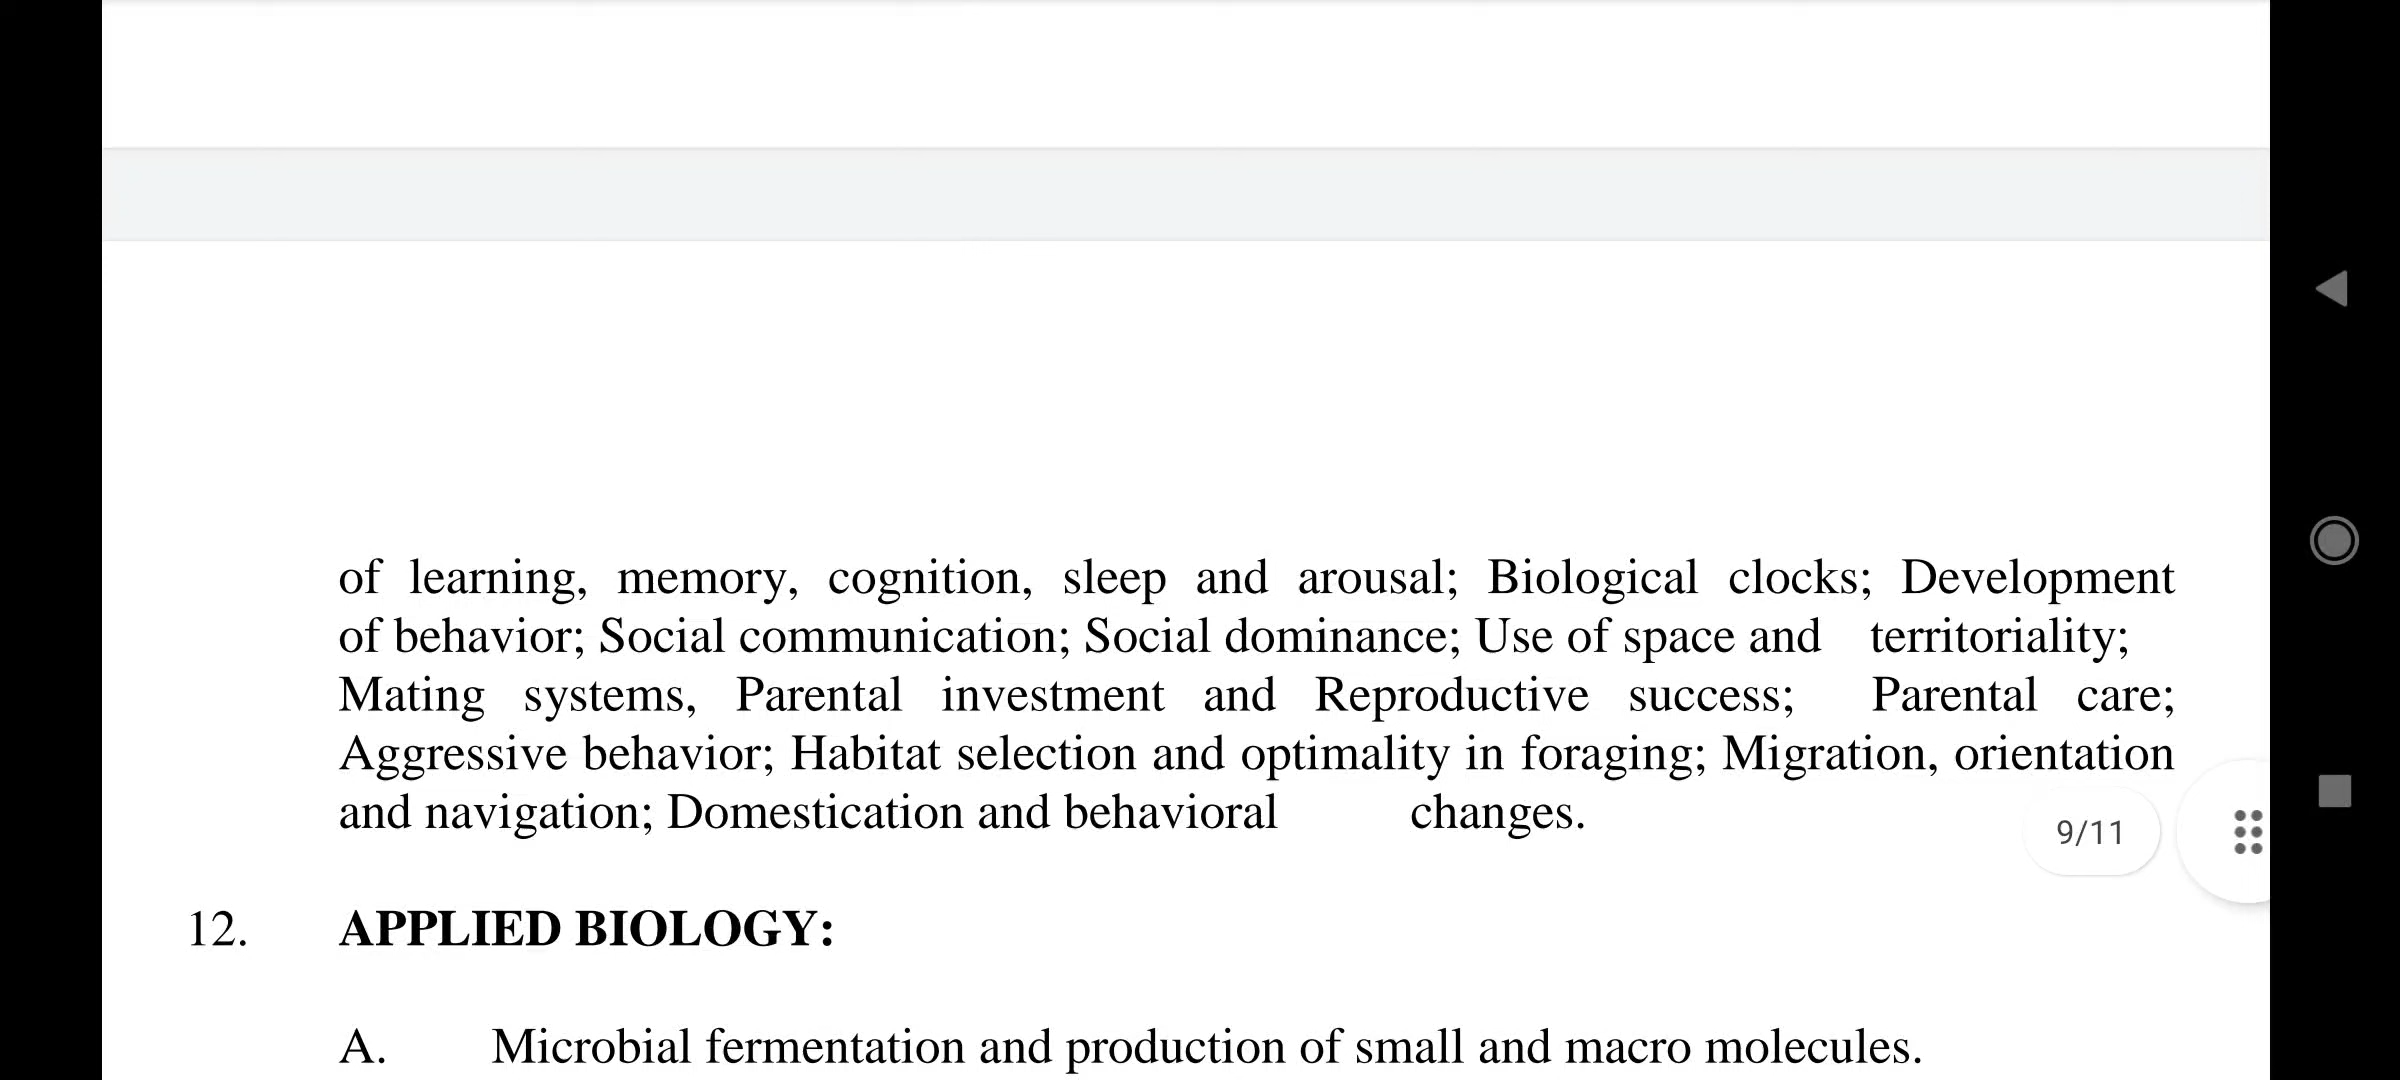 of learning, memory, cognition, sleep and arousal; Biological clocks; Development
of behavior; Social communication; Social dominance; Use of space and territoriality;
Mating systems, Parental investment and Reproductive success; Parental care;
Aggressive behavior; Habitat selection and optimality in foraging; Migration, orientation
and navigation; Domestication and behavioral changes.
9/11
12. APPLIED BIOLOGY:
A. Microbial fermentation and production of small and macro molecules.